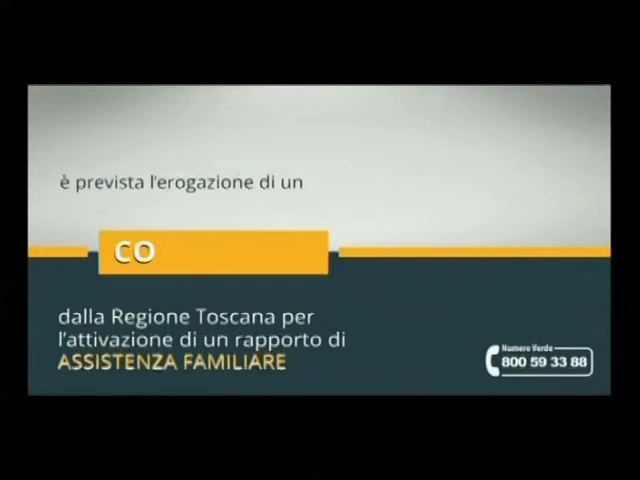 è prevista l'erogazione di un
CO
dalla Regione Toscana per
l'attivazione di un rapporto di
ASSISTENZA FAMILIARE
Numero Verde
800 59 33 88